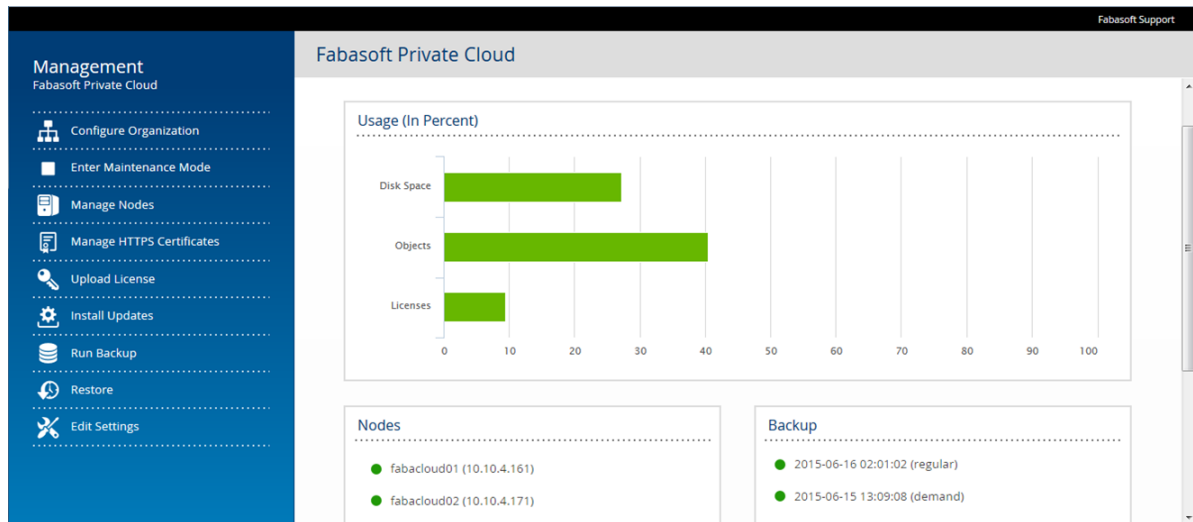 Fabasoft Support
Management
Fabasoft Private Cloud
Configure Organization
Enter Maintenance Mode
Manage Nodes
Manage HTTPS Certificates
Upload License
Install Updates
Run Backup
Restore
Edit Settings
Fabasoft Private Cloud
Usage (In Percent)
Disk Space
Objects
Licenses
0 10 20 30 40 50 60 70 80 90 100
Nodes
fabacloud01 (10.10.4.161)
fabacloud02 (10.10.4.171)
Backup
2015-06-16 02:01:02 (regular)
2015-06-15 13:09:08 (demand)